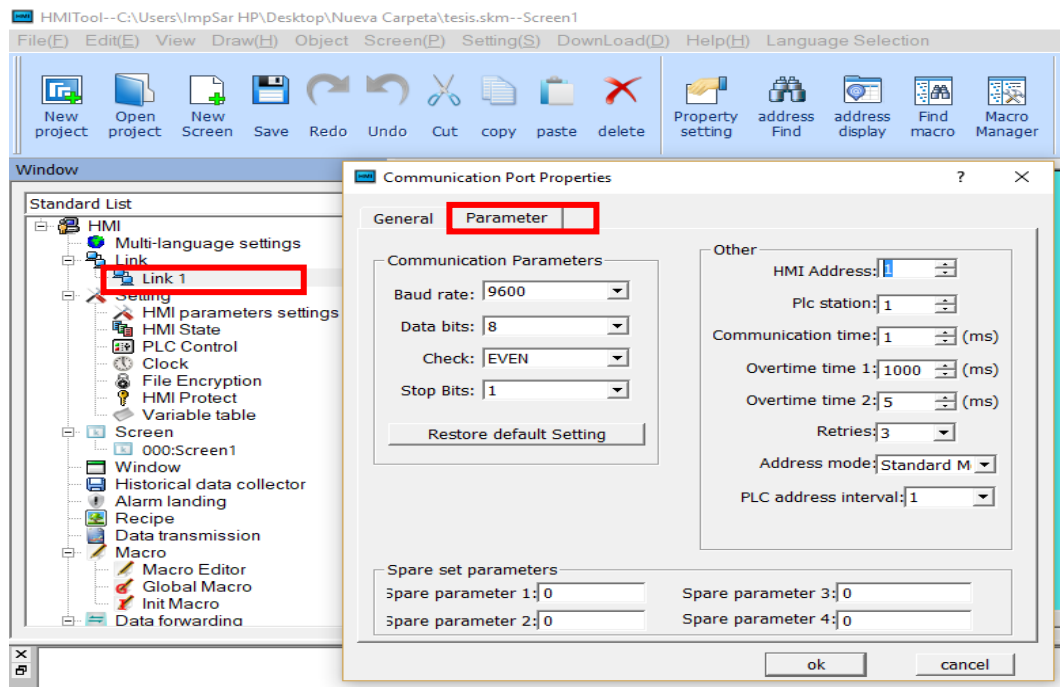 HMITool--C:\Users\ImpSar HP\Desktop\Nueva Carpeta\tesis.skm--Screen1
File(F) Edit(E) View Draw(H) Object Screen(P) Setting(S) DownLoad(D) Help(H) Language Selection
New project
Open project
New Screen
Save
Redo
Undo
Cut
copy
paste
delete
Property setting
address Find
address display
Find macro
Macro Manager
Window
Standard List
HMI
Multi-language settings
Link
Link 1
Setting
HMI parameters settings
HMI State
PLC Control
Clock
File Encryption
HMI Protect
Variable table
Screen
000:Screen1
Window
Historical data collector
Alarm landing
Recipe
Data transmission
Macro
Macro Editor
Global Macro
Init Macro
Data forwarding
HMI Communication Port Properties ? ×
General Parameter
Communication Parameters
Baud rate: 9600
Data bits: 8
Check: EVEN
Stop Bits: 1
Restore default Setting
Other
HMI Address: 1
Plc station: 1
Communication time: 1 (ms)
Overtime time 1: 1000 (ms)
Overtime time 2: 5 (ms)
Retries: 3
Address mode: Standard M
PLC address interval: 1
Spare set parameters
Spare parameter 1: 0
Spare parameter 2: 0
Spare parameter 3: 0
Spare parameter 4: 0
ok cancel